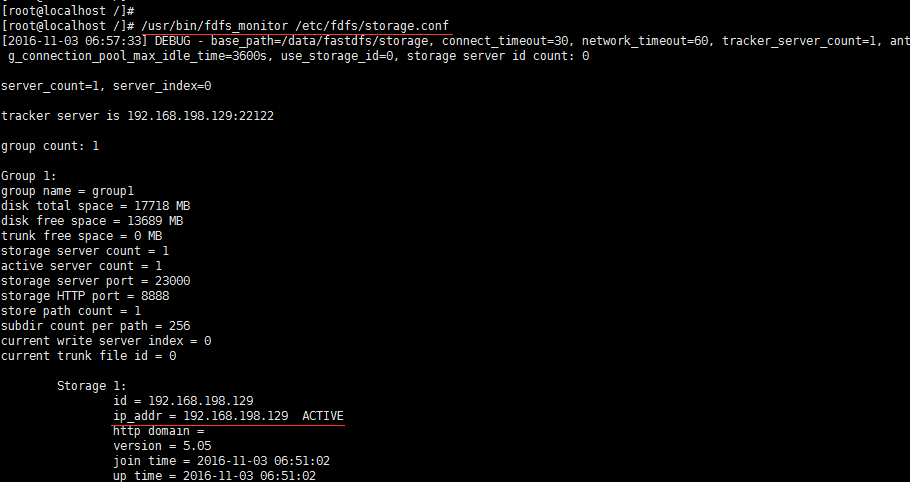 [root@localhost /]#
[root@localhost /]# /usr/bin/fdfs_monitor /etc/fdfs/storage.conf
[2016-11-03 06:57:33] DEBUG - base_path=/data/fastdfs/storage, connect_timeout=30, network_timeout=60, tracker_server_count=1, ant
g_connection_pool_max_idle_time=3600s, use_storage_id=0, storage server id count: 0
server_count=1, server_index=0
tracker server is 192.168.198.129:22122
group count: 1
Group 1:
group name = group1
disk total space = 17718 MB
disk free space = 13689 MB
trunk free space = 0 MB
storage server count = 1
active server count = 1
storage server port = 23000
storage HTTP port = 8888
store path count = 1
subdir count per path = 256
current write server index = 0
current trunk file id = 0
Storage 1:
id = 192.168.198.129
ip_addr = 192.168.198.129  ACTIVE
http domain =
version = 5.05
join time = 2016-11-03 06:51:02
up time = 2016-11-03 06:51:02